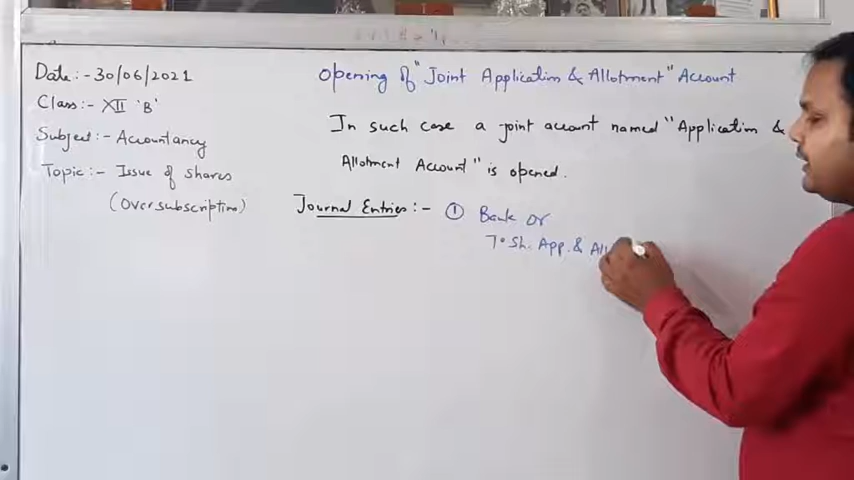 Date:- 30/06/2021
Class:- XII 'B'
Subject:- Accountancy
Topic:- Issue of shares
(Oversubscription)
Opening of "Joint Application & Allotment" Account
In such case a joint account named "Application &
Allotment Account" is opened.
Journal Entries:- ① Bank Dr
To Sh. App. & All